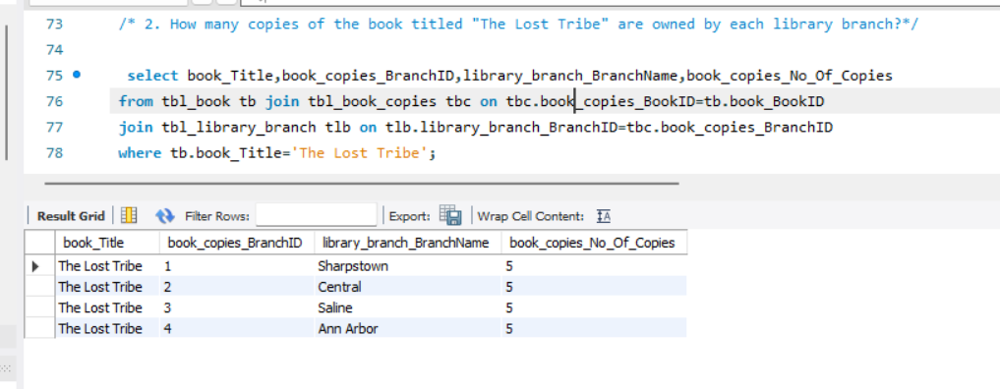 73 /* 2. How many copies of the book titled "The Lost Tribe" are owned by each library branch?*/
74
75 select book_Title,book_copies_BranchID,library_branch_BranchName,book_copies_No_Of_Copies
76 from tbl_book tb join tbl_book_copies tbc on tbc.book_copies_BookID=tb.book_BookID
77 join tbl_library_branch tlb on tlb.library_branch_BranchID=tbc.book_copies_BranchID
78 where tb.book_Title='The Lost Tribe';
Result Grid Filter Rows: Export: Wrap Cell Content: IA
book_Title book_copies_BranchID library_branch_BranchName book_copies_No_Of_Copies
The Lost Tribe 1 Sharpstown 5
The Lost Tribe 2 Central 5
The Lost Tribe 3 Saline 5
The Lost Tribe 4 Ann Arbor 5